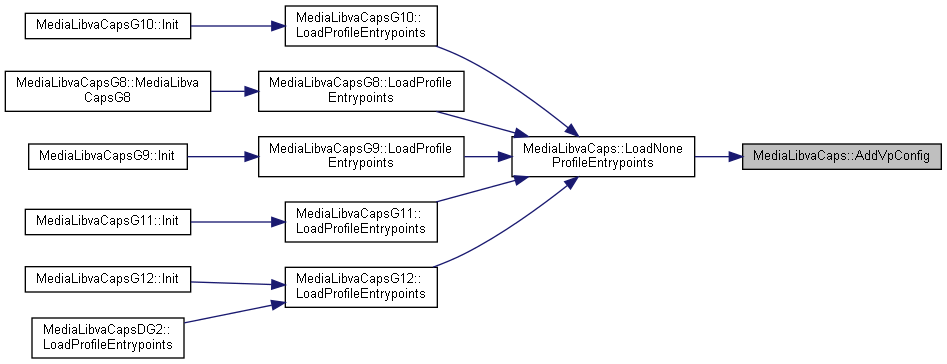 MediaLibvaCapsG10::Init
MediaLibvaCapsG10::
LoadProfileEntrypoints
MediaLibvaCapsG8::MediaLibva
CapsG8
MediaLibvaCapsG8::LoadProfile
Entrypoints
MediaLibvaCapsG9::Init
MediaLibvaCapsG9::LoadProfile
Entrypoints
MediaLibvaCaps::LoadNone
ProfileEntrypoints
MediaLibvaCaps::AddVpConfig
MediaLibvaCapsG11::Init
MediaLibvaCapsG11::
LoadProfileEntrypoints
MediaLibvaCapsG12::Init
MediaLibvaCapsG12::
LoadProfileEntrypoints
MediaLibvaCapsDG2::
LoadProfileEntrypoints